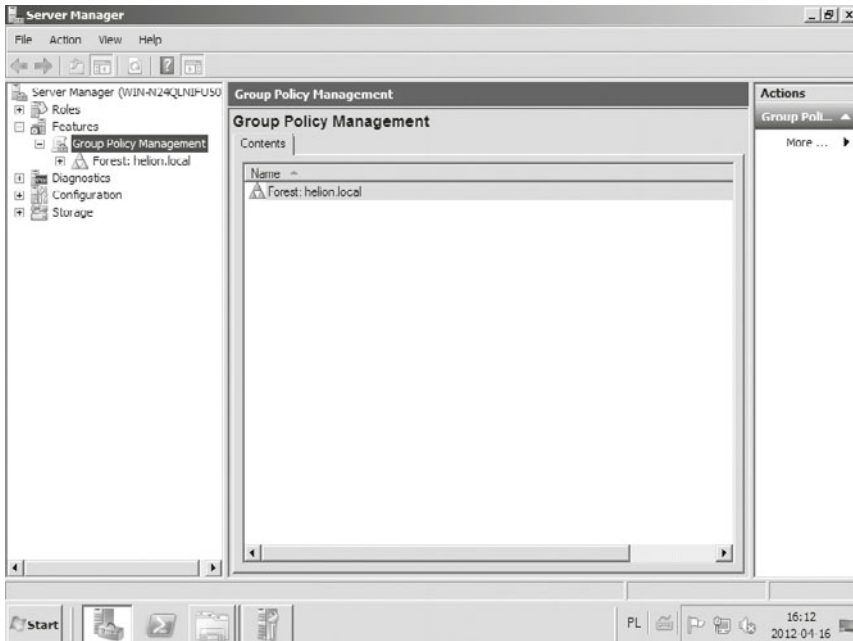 Server Manager
File Action View Help
Server Manager (WIN-N24QLNIFUS0
Roles
Features
Group Policy Management
Forest: helion.local
Diagnostics
Configuration
Storage
Group Policy Management
Group Policy Management
Contents
Name
Forest: helion.local
Actions
Group Poli...
More ...
Start
PL
16:12
2012-04-16